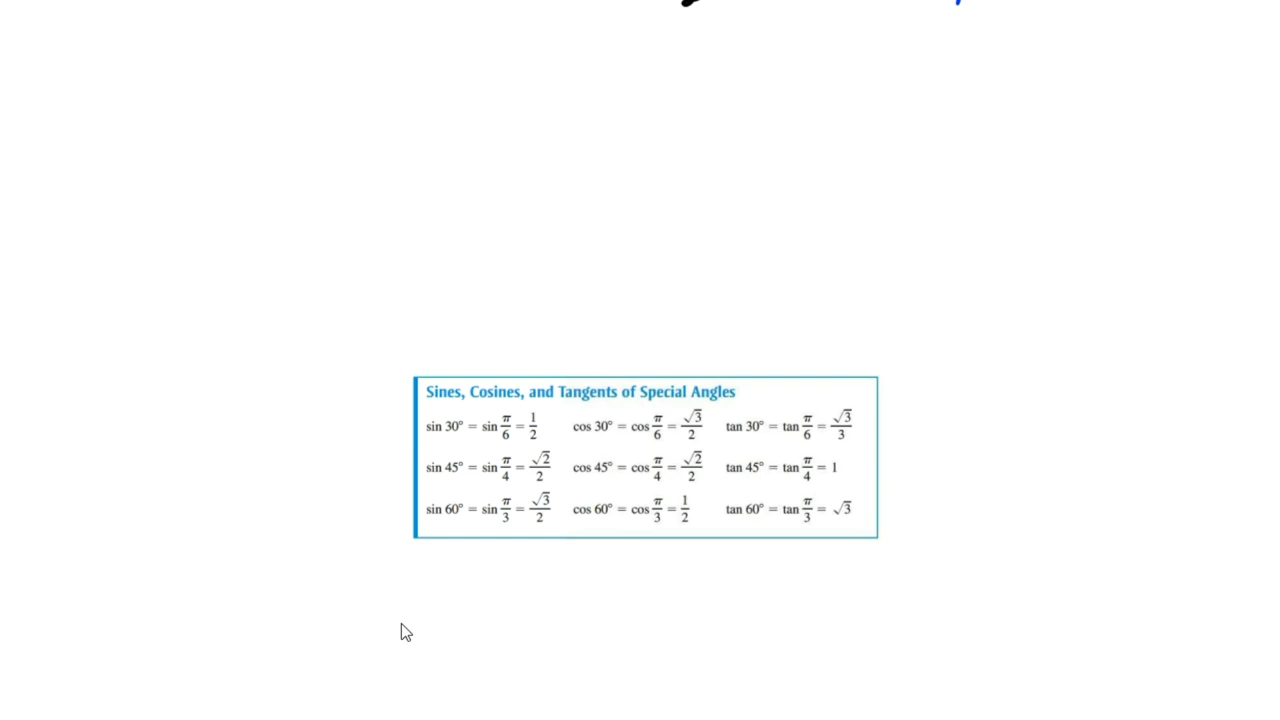 Sines, Cosines, and Tangents of Special Angles
sin 30° = sin π/6 = 1/2 cos 30° = cos π/6 = √3/2 tan 30° = tan π/6 = √3/3
sin 45° = sin π/4 = √2/2 cos 45° = cos π/4 = √2/2 tan 45° = tan π/4 = 1
sin 60° = sin π/3 = √3/2 cos 60° = cos π/3 = 1/2 tan 60° = tan π/3 = √3